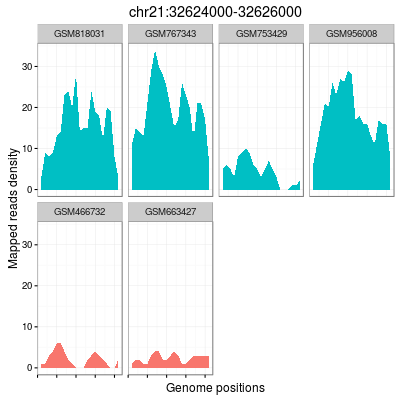 chr21:32624000-32626000
GSM818031 GSM767343 GSM753429 GSM956008
30
20
10
0
GSM466732 GSM663427
30
20
10
0
Mapped reads density
Genome positions